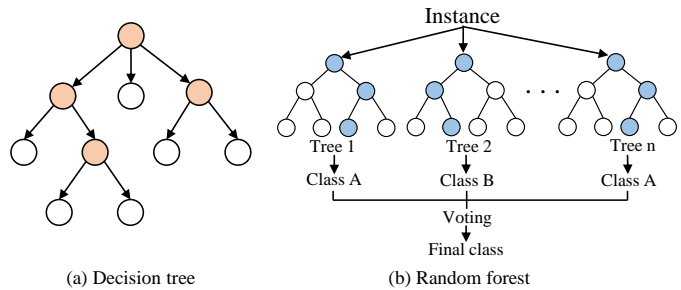 Instance
. . .
Tree 1 Tree 2 Tree n
Class A Class B Class A
Voting
Final class
(a) Decision tree (b) Random forest